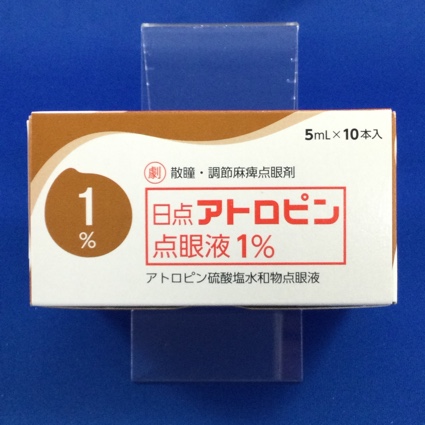 5mL×10本入
劇 散瞳・調節麻痺点眼剤
1
%
日点アトロピン
点眼液1%
アトロピン硫酸塩水和物点眼液